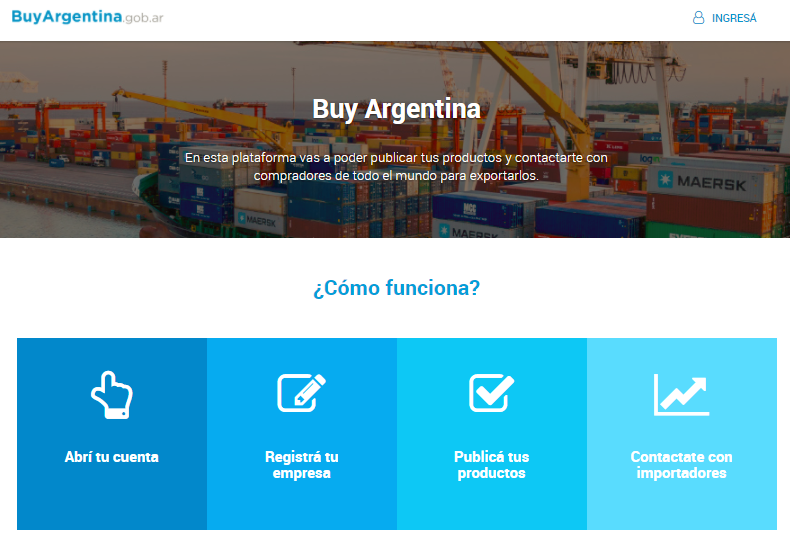 BuyArgentina.gob.ar
INGRESÁ
Buy Argentina
En esta plataforma vas a poder publicar tus productos y contactarte con
compradores de todo el mundo para exportarlos.
MAERSK
MAERSK
MAERSK
¿Cómo funciona?
Abrí tu cuenta
Registrá tu
empresa
Publicá tus
productos
Contactate con
importadores